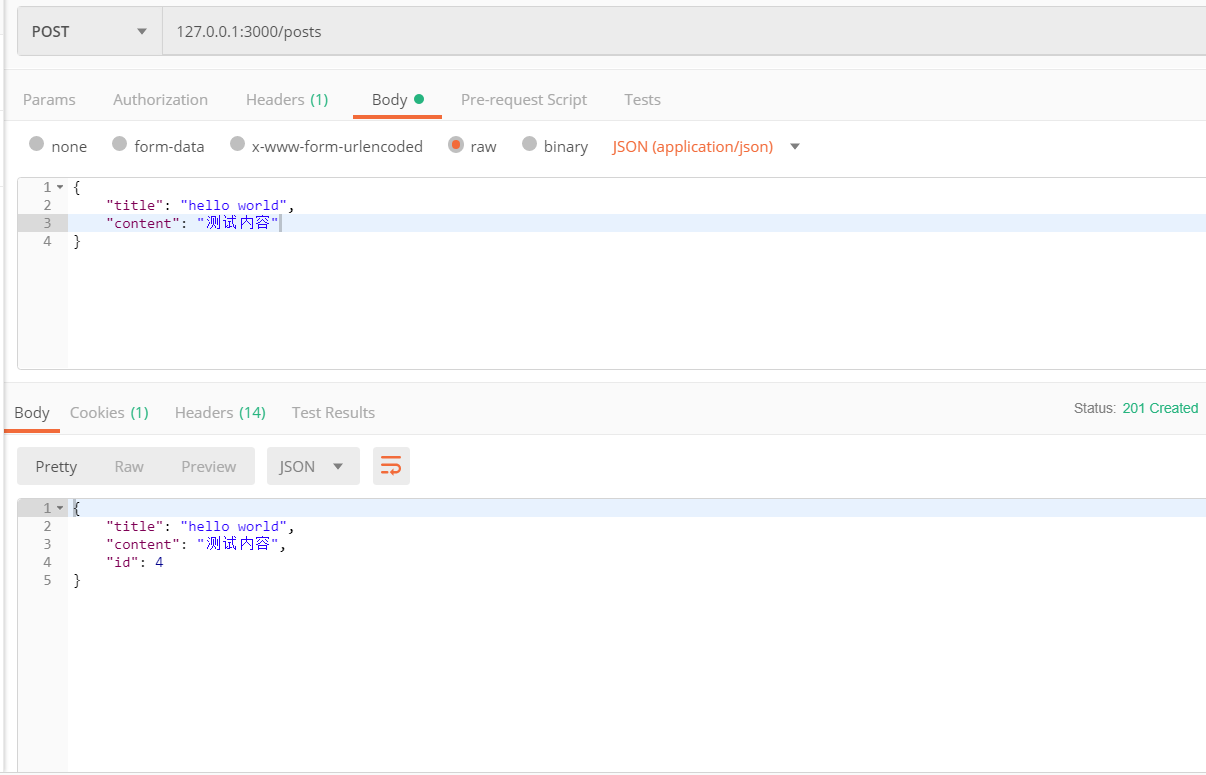 POST 127.0.0.1:3000/posts
Params Authorization Headers (1) Body Pre-request Script Tests
none form-data x-www-form-urlencoded raw binary JSON (application/json)
1 {
2 "title": "hello world",
3 "content": "测试内容"
4 }
Body Cookies (1) Headers (14) Test Results Status: 201 Created
Pretty Raw Preview JSON
1 {
2 "title": "hello world",
3 "content": "测试内容",
4 "id": 4
5 }